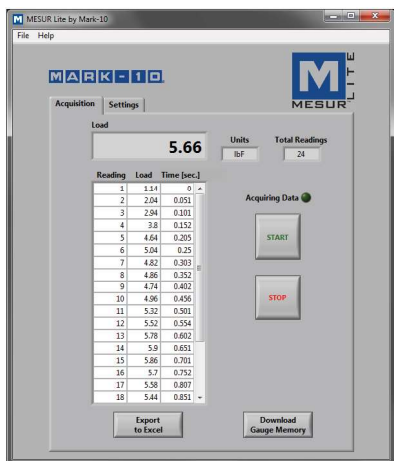 MESUR Lite by Mark-10
File Help
MARK-10
M
MESUR
LITE
Acquisition Settings
Load
5.66
Units
lbF
Total Readings
24
Reading Load Time [sec.]
1 1.14 0
2 2.04 0.051
3 2.94 0.101
4 3.8 0.152
5 4.64 0.205
6 5.04 0.25
7 4.82 0.303
8 4.86 0.352
9 4.74 0.402
10 4.96 0.456
11 5.32 0.501
12 5.52 0.554
13 5.78 0.602
14 5.9 0.651
15 5.86 0.701
16 5.7 0.752
17 5.58 0.807
18 5.44 0.851
Acquiring Data
START
STOP
Export
to Excel
Download
Gauge Memory